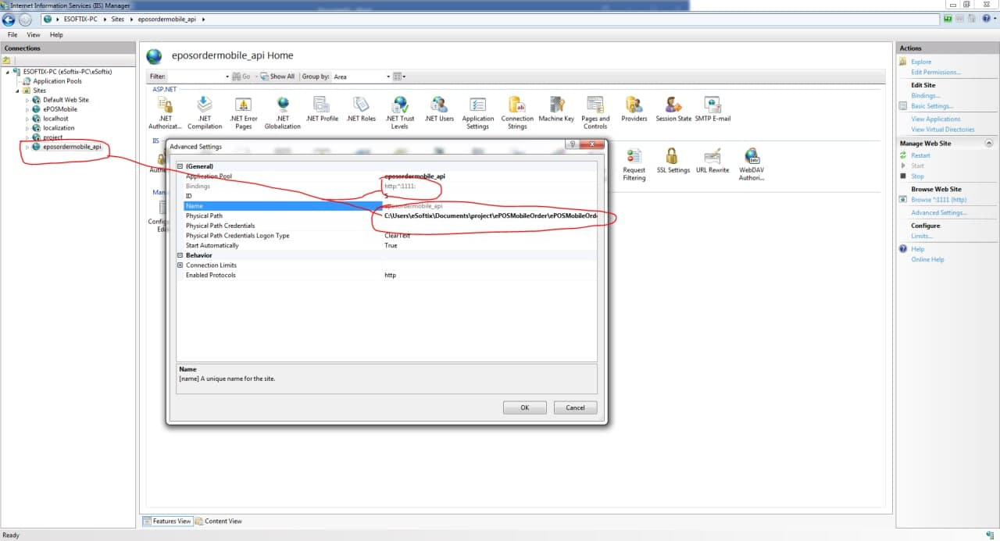 Internet Information Services (IIS) Manager
ESOFTIX-PC
Sites
eposordermobile_api
File View Help
Connections
ESOFTIX-PC (eSoftix-PC\eSoftix)
Application Pools
Sites
Default Web Site
ePOSMobile
localhost
localization
project
eposordermobile_api
eposordermobile_api Home
Filter: Go Show All Group by: Area
ASP.NET
.NET Authorizat...
.NET Compilation
.NET Error Pages
.NET Globalization
.NET Profile
.NET Roles
.NET Trust Levels
.NET Users
Application Settings
Connection Strings
Machine Key
Pages and Controls
Providers
Session State
SMTP E-mail
IIS
Request Filtering
SSL Settings
URL Rewrite
WebDAV Authori...
Advanced Settings
(General)
Application Pool eposordermobile_api
Bindings http:*:1111:
ID 5
Name eposordermobile_api
Physical Path C:\Users\eSoftix\Documents\project\ePOSMobileOrder\ePOSMobileOrde
Physical Path Credentials
Physical Path Credentials Logon Type ClearText
Start Automatically True
Behavior
Connection Limits
Enabled Protocols http
Name
[name] A unique name for the site.
OK Cancel
Features View Content View
Ready
Actions
Explore
Edit Permissions...
Edit Site
Bindings...
Basic Settings...
View Applications
View Virtual Directories
Manage Web Site
Restart
Start
Stop
Browse Web Site
Browse *:1111 (http)
Advanced Settings...
Configure
Limits...
Help
Online Help